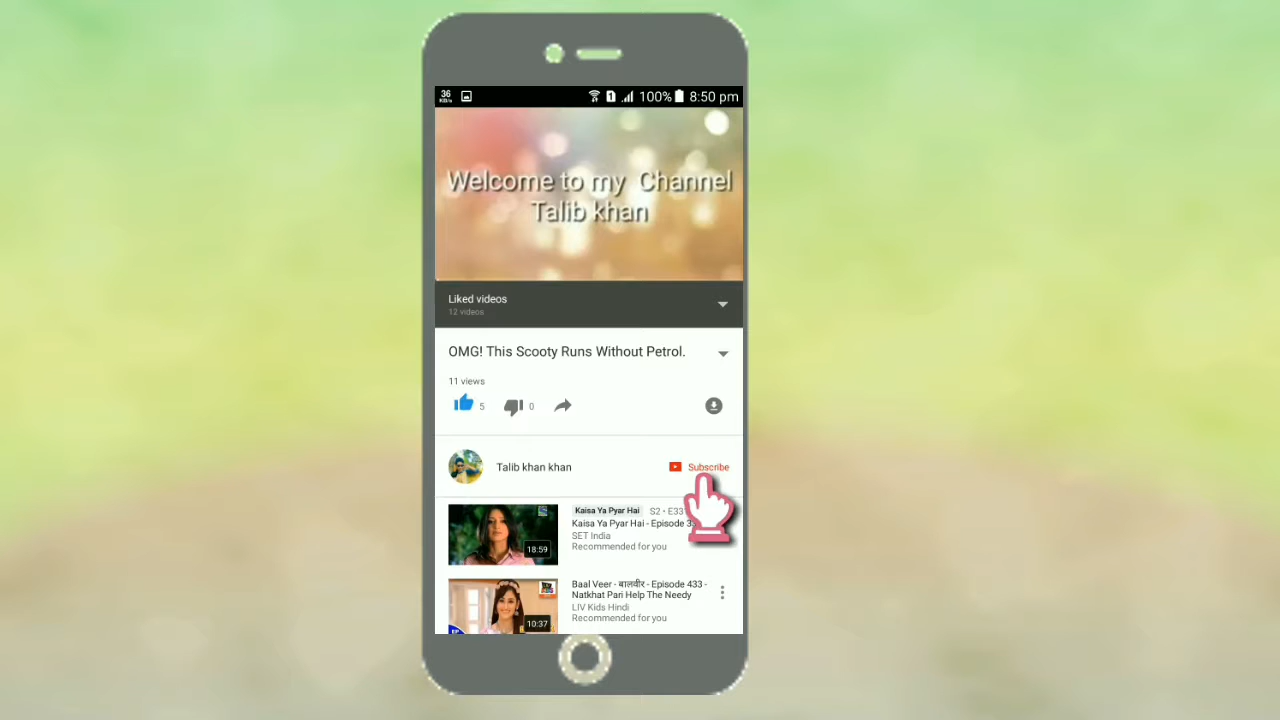 36
KB/s
1
100%
8:50 pm
Welcome to my Channel
Talib khan
Liked videos
12 videos
OMG! This Scooty Runs Without Petrol.
11 views
5
0
Talib khan khan
Subscribe
Kaisa Ya Pyar Hai S2 • E33
Kaisa Ya Pyar Hai - Episode
SET India
Recommended for you
18:59
Baal Veer - बालवीर - Episode 433 -
Natkhat Pari Help The Needy
LIV Kids Hindi
Recommended for you
10:37
EP